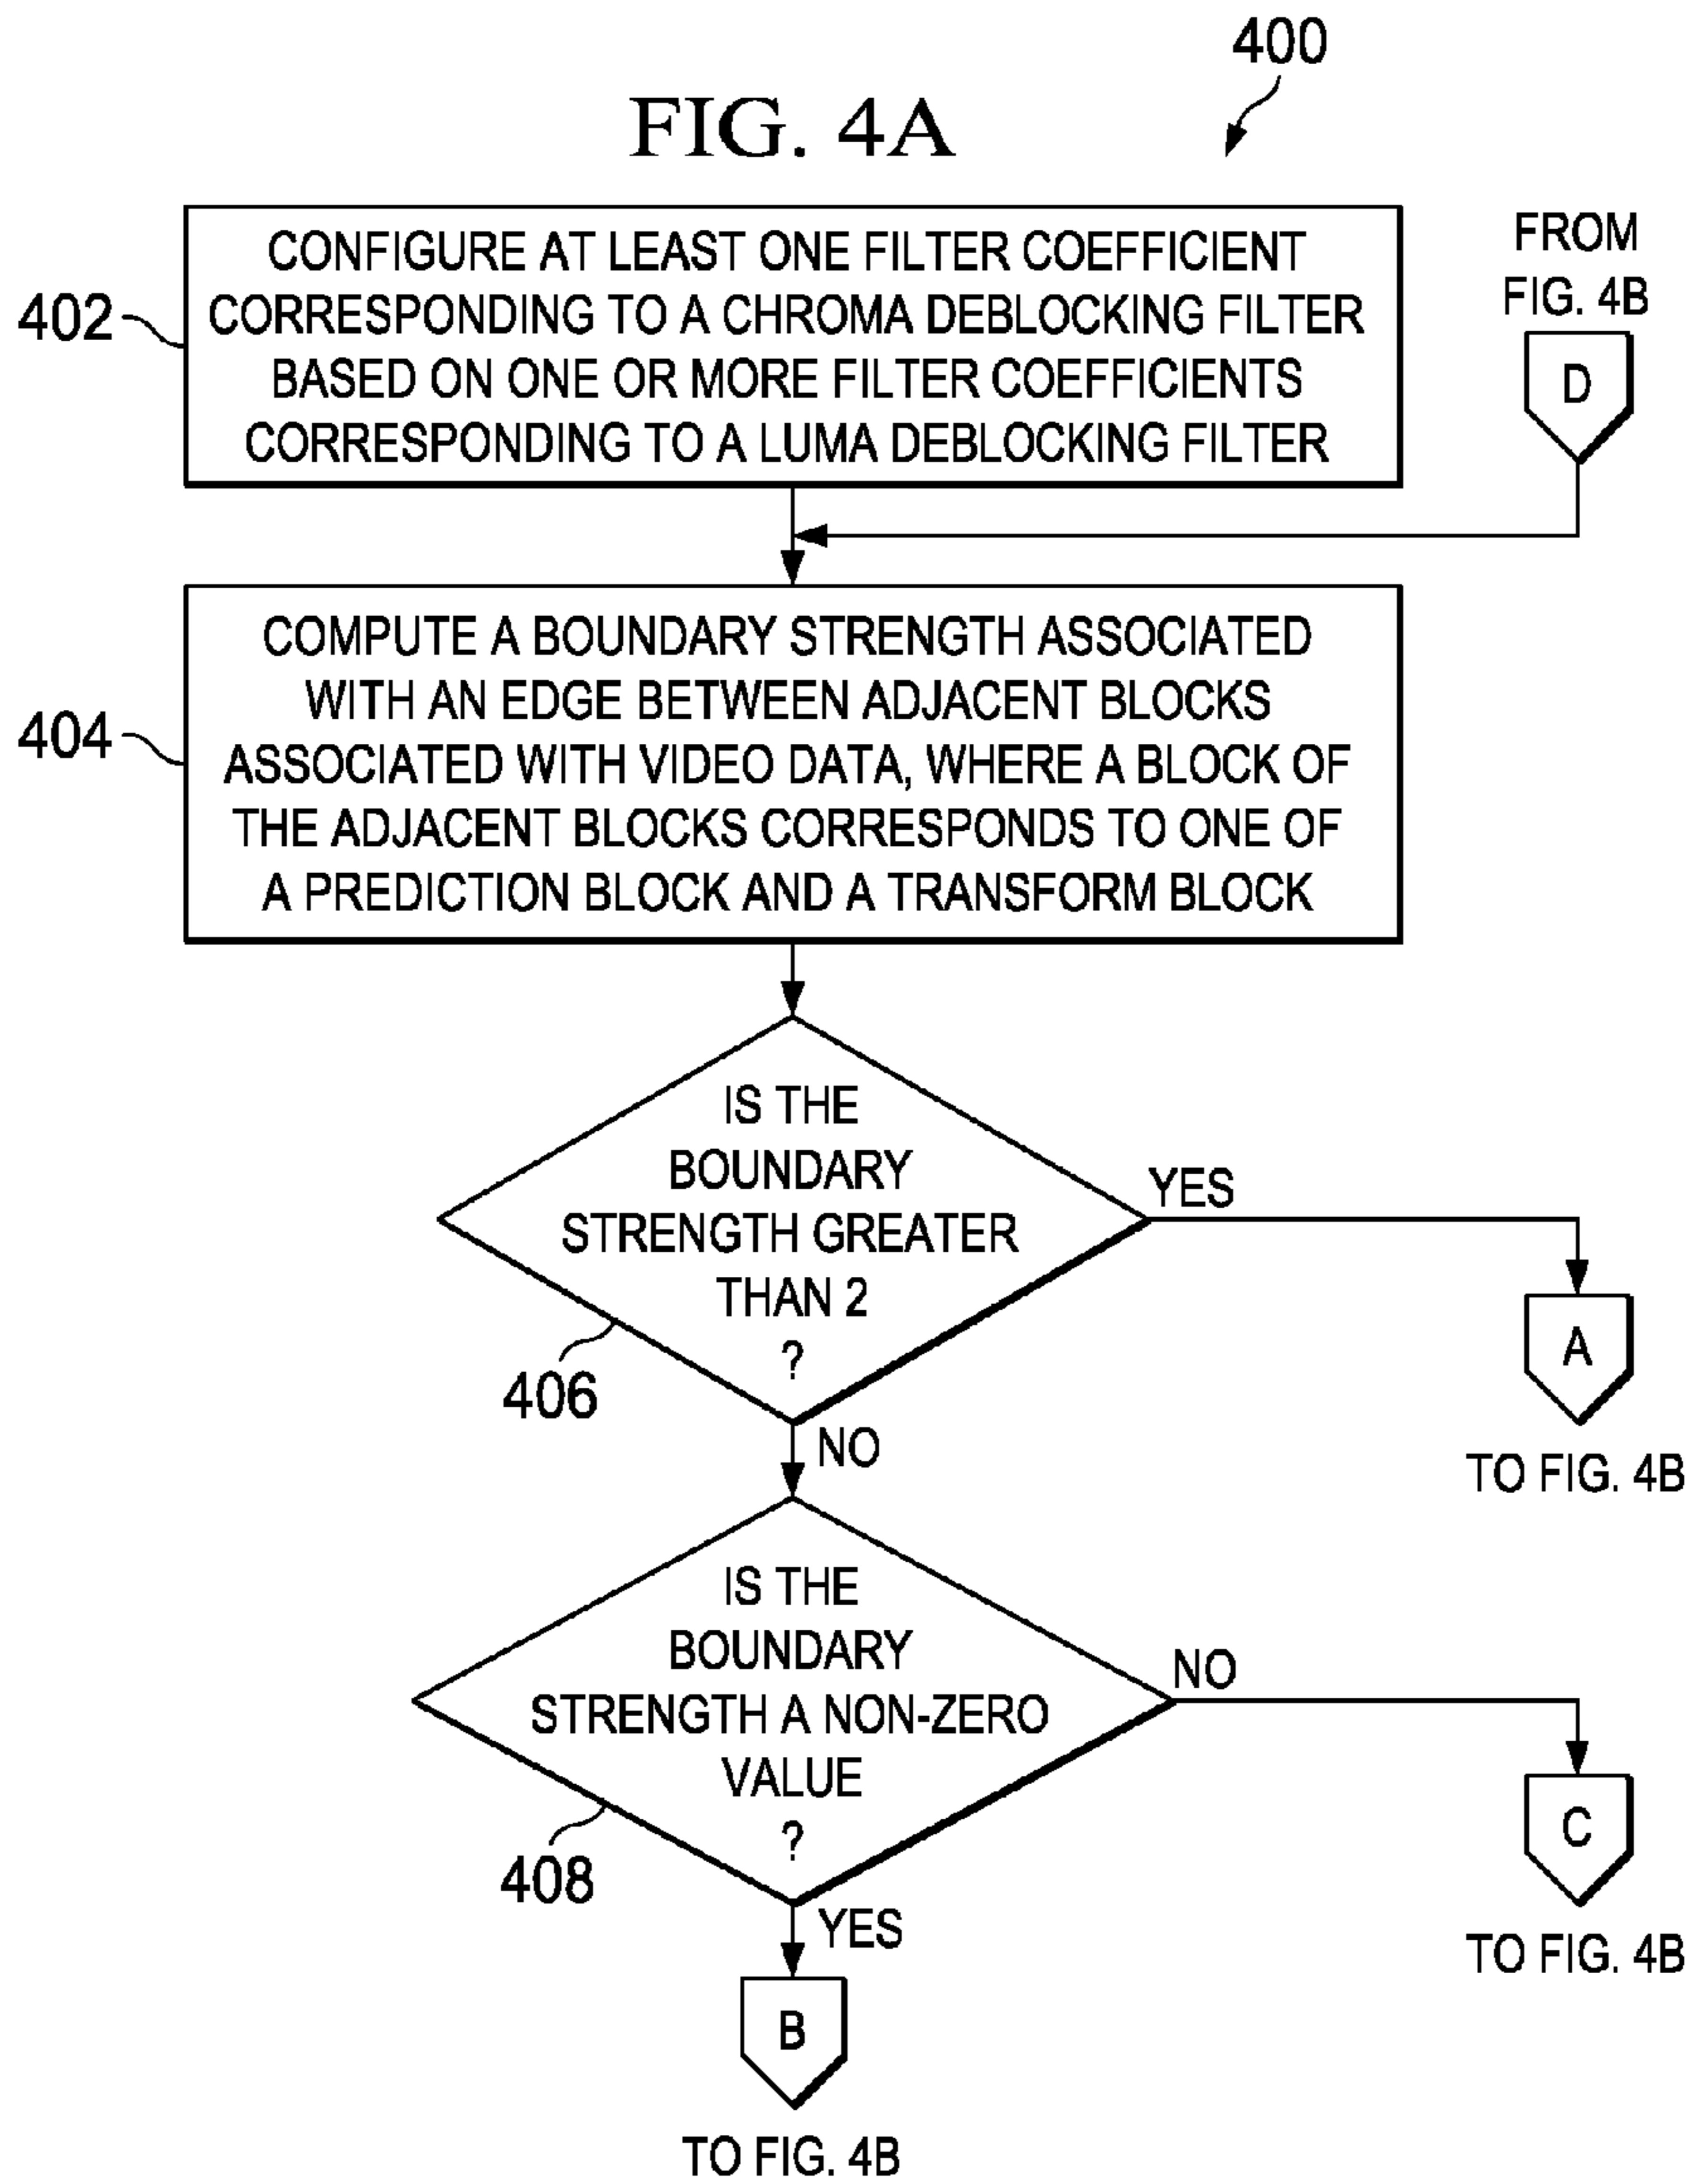 400
FIG. 4A
CONFIGURE AT LEAST ONE FILTER COEFFICIENT
CORRESPONDING TO A CHROMA DEBLOCKING FILTER
BASED ON ONE OR MORE FILTER COEFFICIENTS
CORRESPONDING TO A LUMA DEBLOCKING FILTER
402
FROM
FIG. 4B
D
COMPUTE A BOUNDARY STRENGTH ASSOCIATED
WITH AN EDGE BETWEEN ADJACENT BLOCKS
ASSOCIATED WITH VIDEO DATA, WHERE A BLOCK OF
THE ADJACENT BLOCKS CORRESPONDS TO ONE OF
A PREDICTION BLOCK AND A TRANSFORM BLOCK
404
IS THE
BOUNDARY
STRENGTH GREATER
THAN 2
?
406
YES
A
TO FIG. 4B
NO
IS THE
BOUNDARY
STRENGTH A NON-ZERO
VALUE
?
408
NO
C
TO FIG. 4B
YES
B
TO FIG. 4B